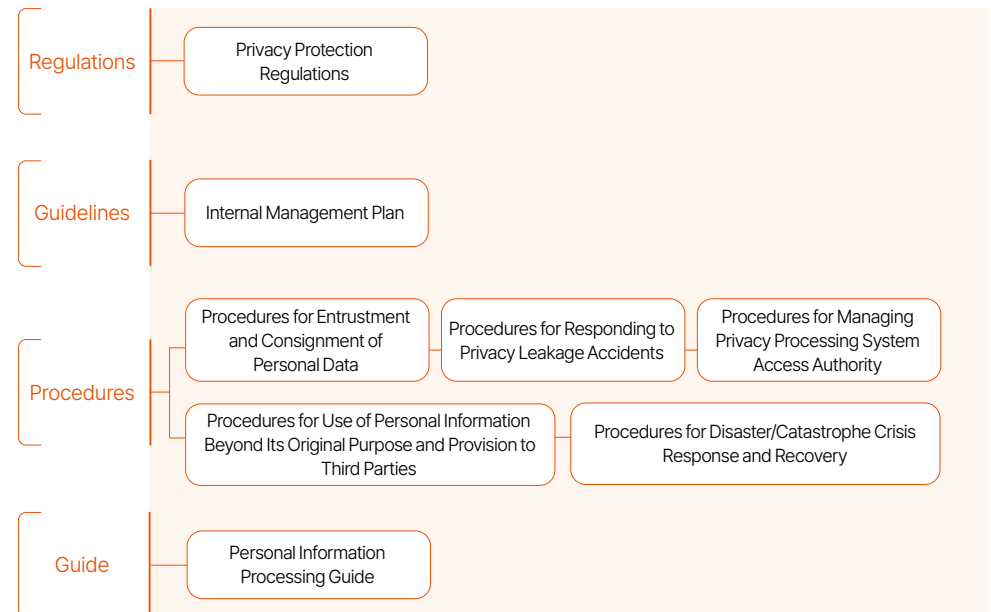 Regulations
Privacy Protection
Regulations
Guidelines
Internal Management Plan
Procedures
Procedures for Entrustment
and Consignment of
Personal Data
Procedures for Responding to
Privacy Leakage Accidents
Procedures for Managing
Privacy Processing System
Access Authority
Procedures for Use of Personal Information
Beyond Its Original Purpose and Provision to
Third Parties
Procedures for Disaster/Catastrophe Crisis
Response and Recovery
Guide
Personal Information
Processing Guide